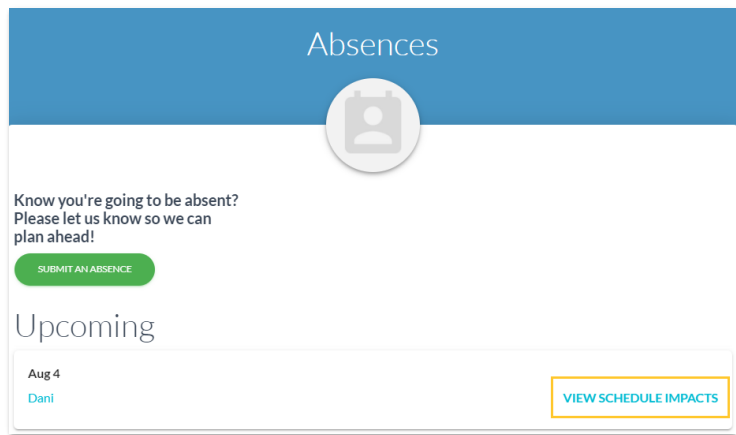 Absences
Know you're going to be absent?
Please let us know so we can
plan ahead!
SUBMIT AN ABSENCE
Upcoming
Aug 4
Dani
VIEW SCHEDULE IMPACTS